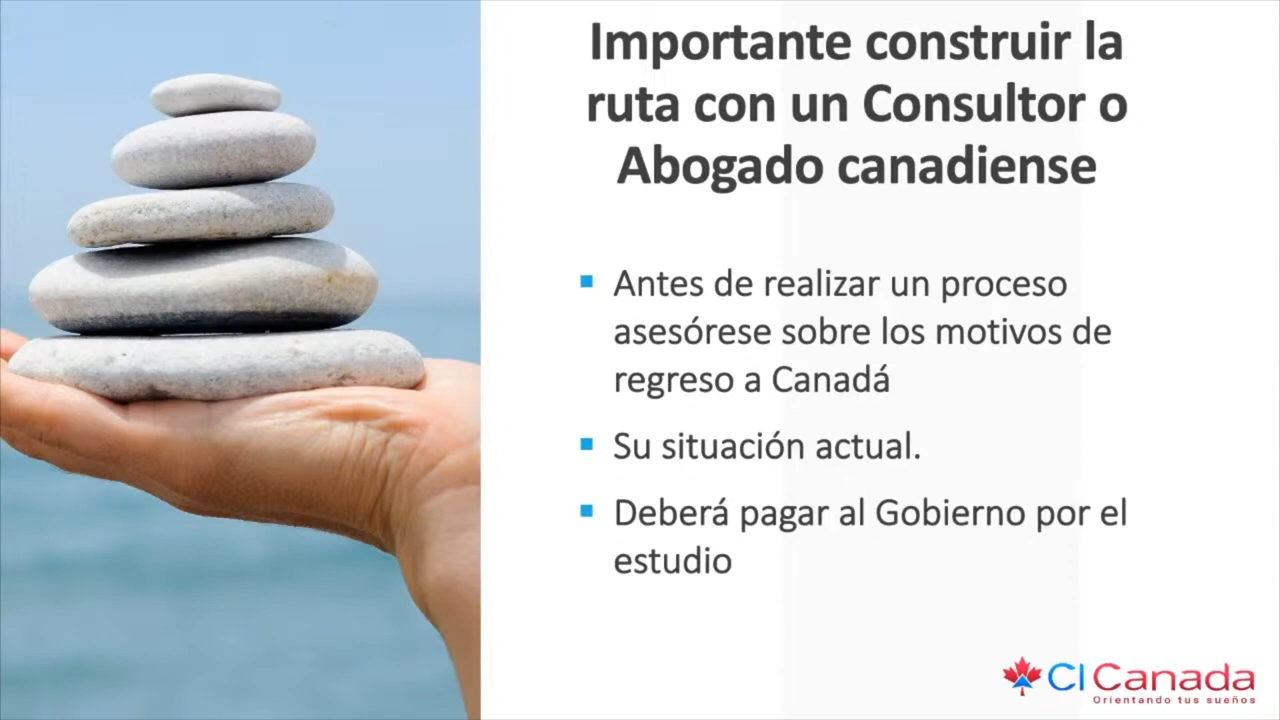 Importante construir la
ruta con un Consultor o
Abogado canadiense
Antes de realizar un proceso
asesórese sobre los motivos de
regreso a Canadá
Su situación actual.
Deberá pagar al Gobierno por el
estudio
CI Canada
Orientando tus sueños